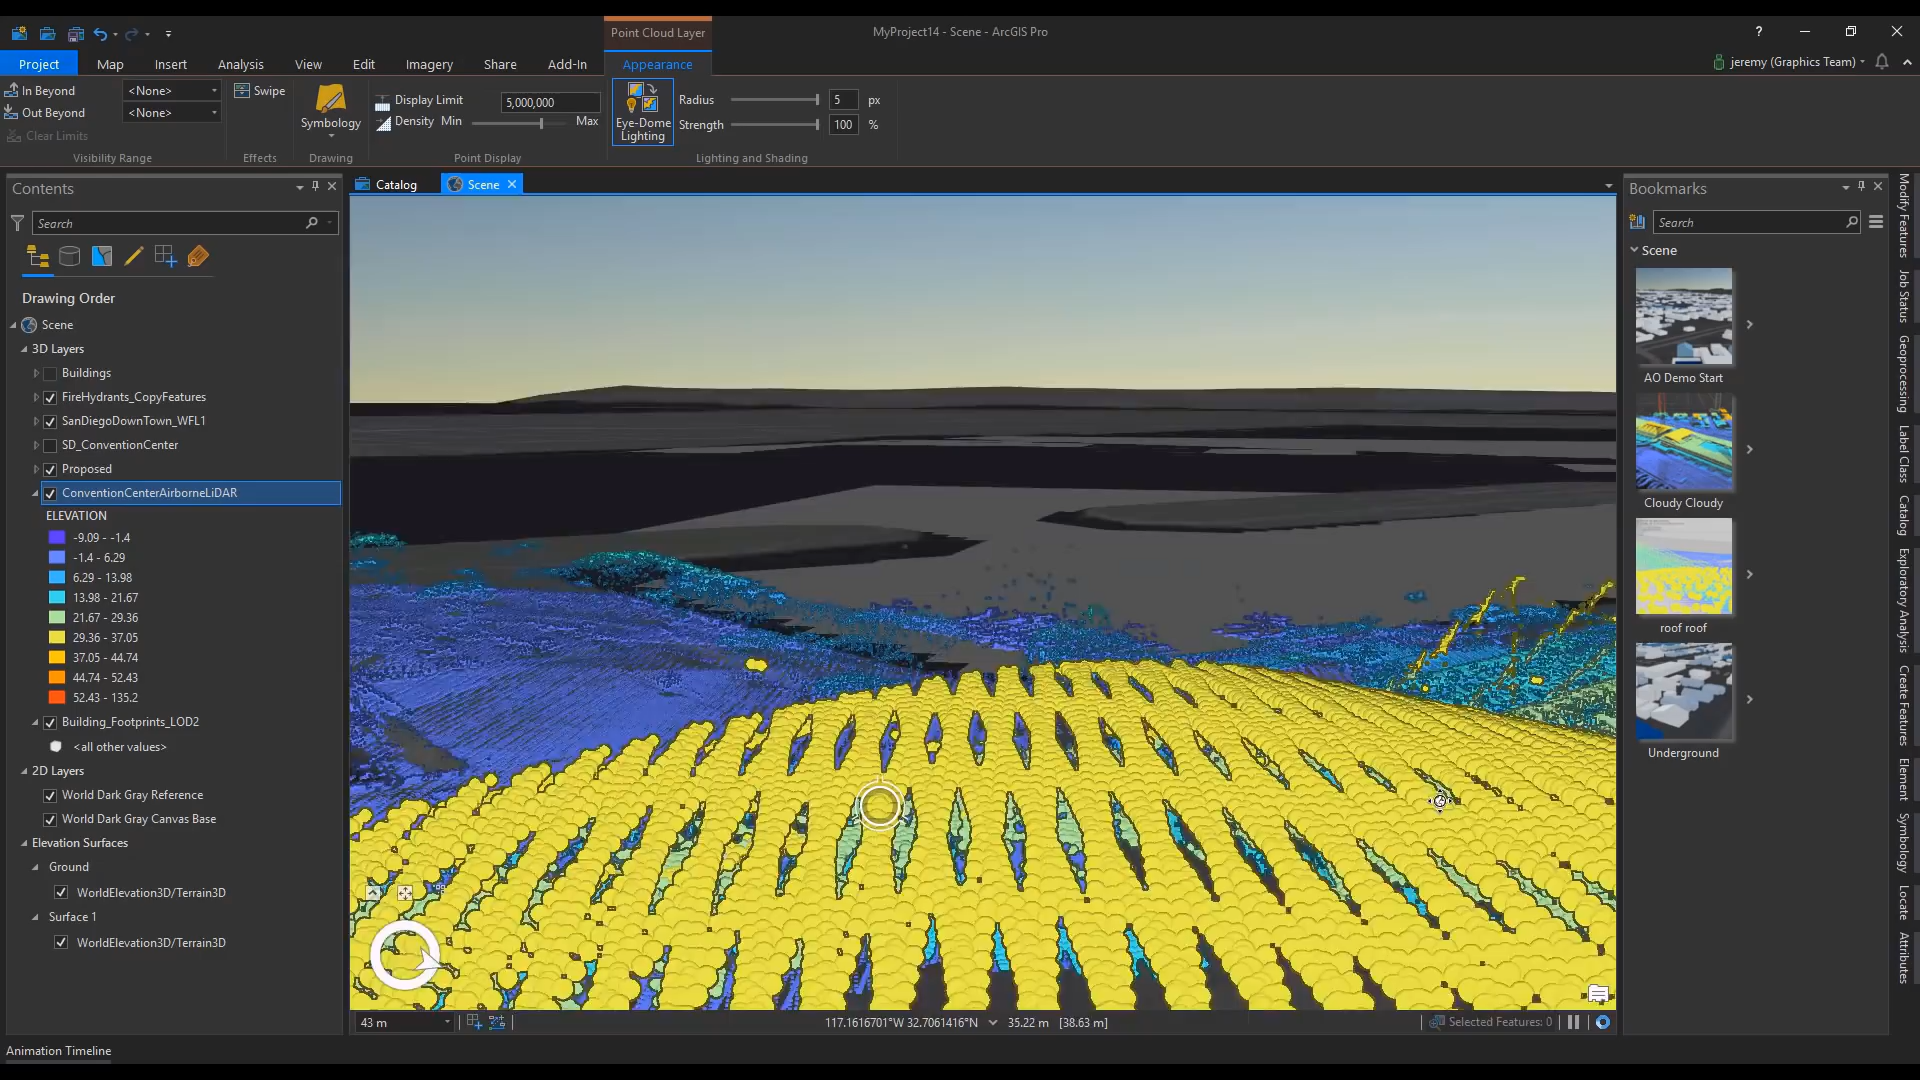 Point Cloud Layer
MyProject14 - Scene - ArcGIS Pro
?
Project
Map
Insert
Analysis
View
Edit
Imagery
Share
Add-In
Appearance
jeremy (Graphics Team)
In Beyond
<None>
Out Beyond
<None>
Clear Limits
Visibility Range
Swipe
Effects
Symbology
Drawing
Display Limit
5,000,000
Density Min
Max
Point Display
Eye-Dome
Lighting
Radius
5
px
Strength
100
%
Lighting and Shading
Contents
Search
Drawing Order
Scene
3D Layers
Buildings
FireHydrants_CopyFeatures
SanDiegoDownTown_WFL1
SD_ConventionCenter
Proposed
ConventionCenterAirborneLiDAR
ELEVATION
-9.09 - -1.4
-1.4 - 6.29
6.29 - 13.98
13.98 - 21.67
21.67 - 29.36
29.36 - 37.05
37.05 - 44.74
44.74 - 52.43
52.43 - 135.2
Building_Footprints_LOD2
<all other values>
2D Layers
World Dark Gray Reference
World Dark Gray Canvas Base
Elevation Surfaces
Ground
WorldElevation3D/Terrain3D
Surface 1
WorldElevation3D/Terrain3D
Catalog
Scene
43 m
117.1616701°W 32.7061416°N
35.22 m [38.63 m]
Selected Features: 0
Bookmarks
Search
Scene
AO Demo Start
Cloudy Cloudy
roof roof
Underground
Modify Features
Job Status
Geoprocessing
Label Class
Catalog
Exploratory Analysis
Create Features
Element
Symbology
Locate
Attributes
Animation Timeline